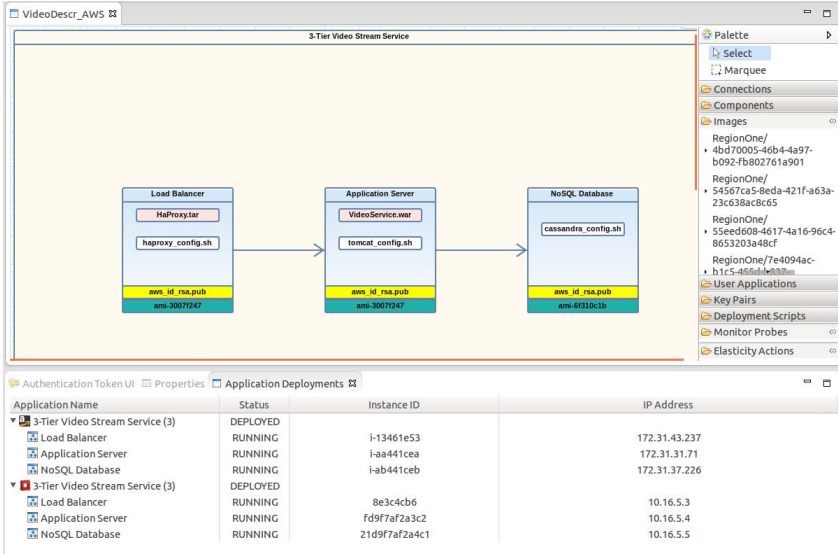 VideoDescr_AWS
3-Tier Video Stream Service
Load Balancer
HaProxy.tar
haproxy_config.sh
aws_id_rsa.pub
ami-3007f247
Application Server
VideoService.war
tomcat_config.sh
aws_id_rsa.pub
ami-3007f247
NoSQL Database
cassandra_config.sh
aws_id_rsa.pub
ami-6f310c1b
Palette
Select
Marquee
Connections
Components
Images
RegionOne/
4bd70005-46b4-4a97-
b092-fb802761a901
RegionOne/
54567ca5-8eda-421f-a63a-
23c638ac8c65
RegionOne/
55eed608-4617-4a16-96c4-
8653203a48cf
RegionOne/7e4094ac-
User Applications
Key Pairs
Deployment Scripts
Monitor Probes
Elasticity Actions
Authentication Token UI Properties Application Deployments
Application Name Status Instance ID IP Address
3-Tier Video Stream Service (3) DEPLOYED
Load Balancer RUNNING i-13461e53 172.31.43.237
Application Server RUNNING i-aa441cea 172.31.31.71
NoSQL Database RUNNING i-ab441ceb 172.31.37.226
3-Tier Video Stream Service (3) DEPLOYED
Load Balancer RUNNING 8e3c4cb6 10.16.5.3
Application Server RUNNING fd9f7af2a3c2 10.16.5.4
NoSQL Database RUNNING 21d9f7af2a4c1 10.16.5.5